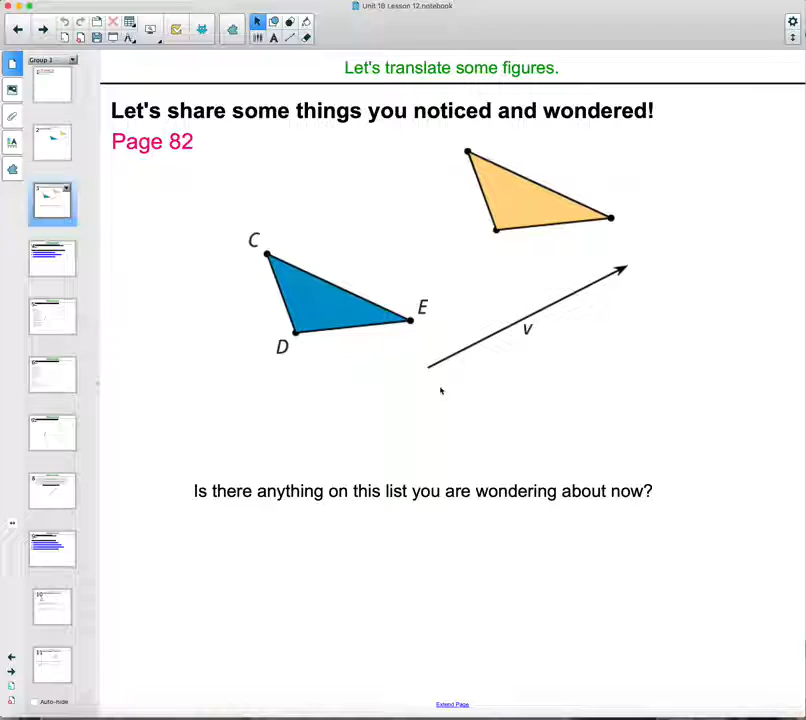 Unit 1B Lesson 12.notebook
Group 1
Let's translate some figures.
Let's share some things you noticed and wondered!
Page 82
C
E
D
v
Is there anything on this list you are wondering about now?
Auto-hide
Extend Page